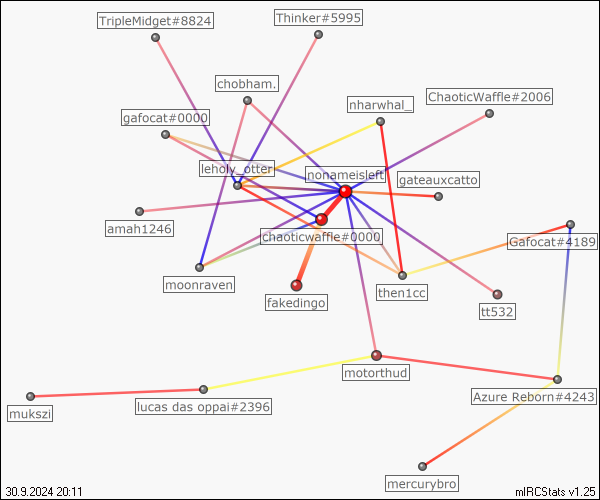 TripleMidget#8824
Thinker#5995
chobham.
nharwhal_
ChaoticWaffle#2006
gafocat#0000
leholy_otter
nonameisleft
gateauxcatto
amah1246
chaoticwaffle#0000
Gafocat#4189
moonraven
then1cc
fakedingo
tt532
motorthud
mukszi
lucas das oppai#2396
Azure Reborn#4243
mercurybro
30.9.2024 20:11
mIRCStats v1.25